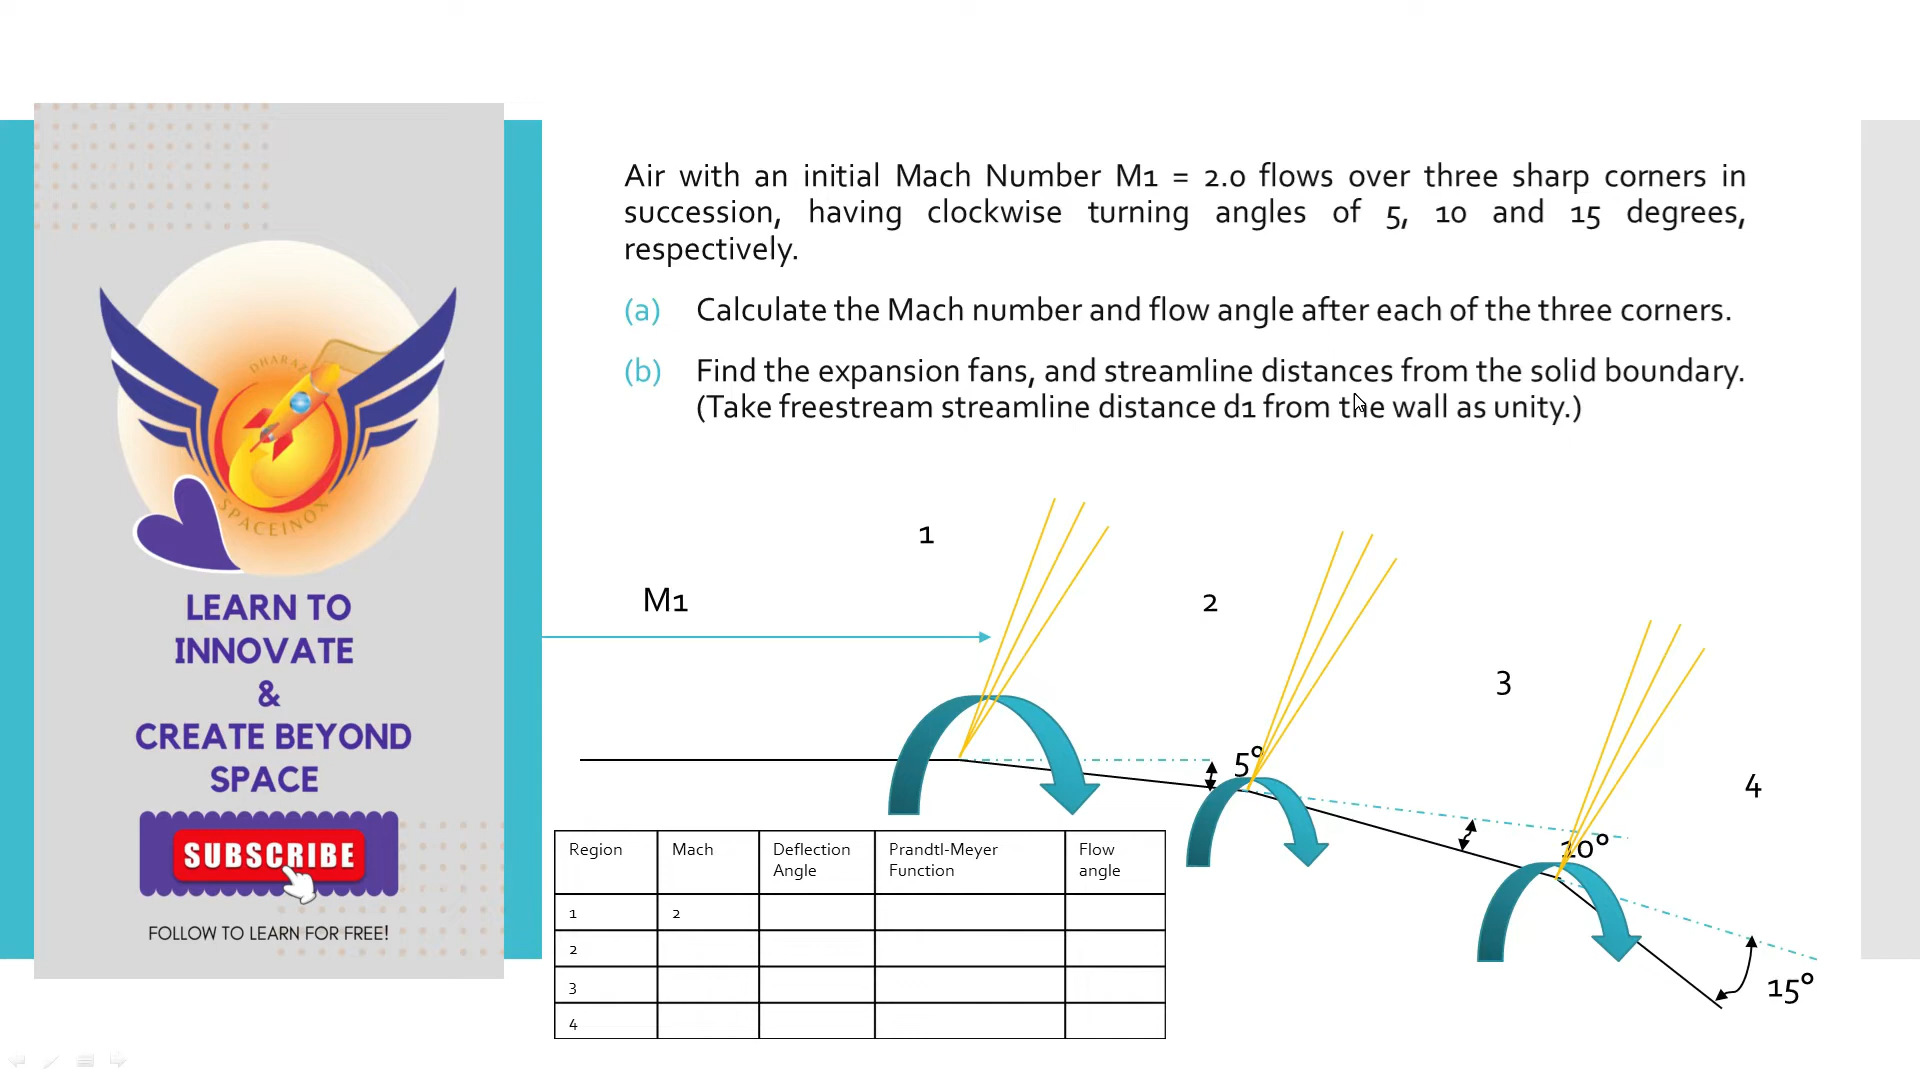 Air with an initial Mach Number M1 = 2.0 flows over three sharp corners in
succession, having clockwise turning angles of 5, 10 and 15 degrees,
respectively.
(a) Calculate the Mach number and flow angle after each of the three corners.
(b) Find the expansion fans, and streamline distances from the solid boundary.
(Take freestream streamline distance d1 from the wall as unity.)
DHARAZ
SPACEINOX
LEARN TO
INNOVATE
&
CREATE BEYOND
SPACE
SUBSCRIBE
FOLLOW TO LEARN FOR FREE!
1
M1
2
3
4
5°
10°
15°
Region Mach Deflection Angle Prandtl-Meyer Function Flow angle
1 2
2
3
4